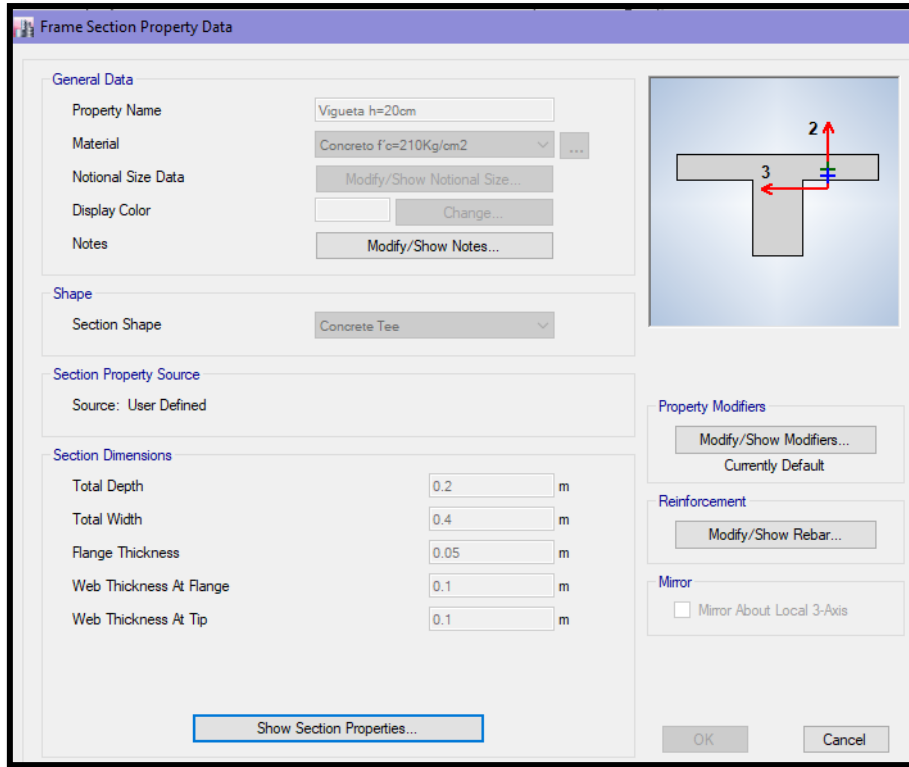 Frame Section Property Data
General Data
Property Name Vigueta h=20cm
Material Concreto f´c=210Kg/cm2 ...
Notional Size Data Modify/Show Notional Size...
Display Color Change...
Notes Modify/Show Notes...
Shape
Section Shape Concrete Tee
Section Property Source
Source: User Defined
Section Dimensions
Total Depth 0.2 m
Total Width 0.4 m
Flange Thickness 0.05 m
Web Thickness At Flange 0.1 m
Web Thickness At Tip 0.1 m
Show Section Properties...
2
3
Property Modifiers
Modify/Show Modifiers...
Currently Default
Reinforcement
Modify/Show Rebar...
Mirror
Mirror About Local 3-Axis
OK Cancel